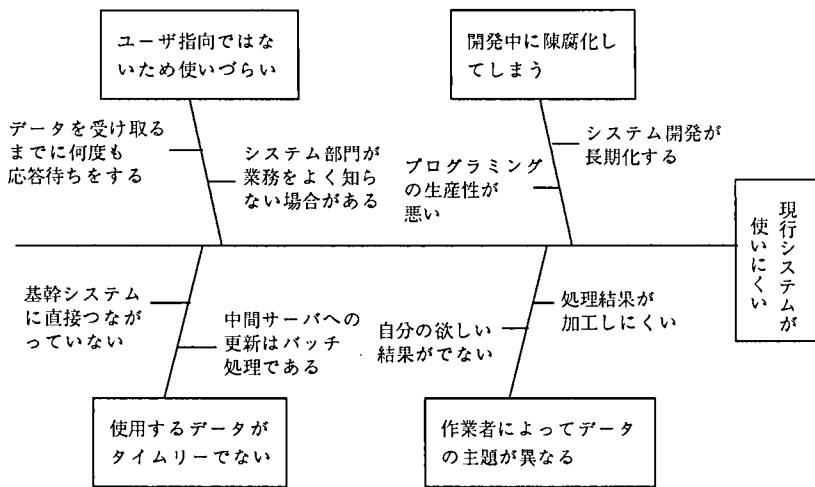 ユーザ指向ではな
いため使いづらい
開発中に陳腐化し
てしまう
データを受け取る
までに何度も
応答待ちをする
システム部門が
業務をよく知ら
ない場合がある
プログラミング
の生産性が
悪い
システム開発が
長期化する
現行システムが
使いにくい
基幹システム
に直接つなが
っていない
中間サーバへの
更新はバッチ
処理である
自分の欲しい
結果がでない
処理結果が
加工しにくい
使用するデータが
タイムリーでない
作業者によってデータ
の主題が異なる